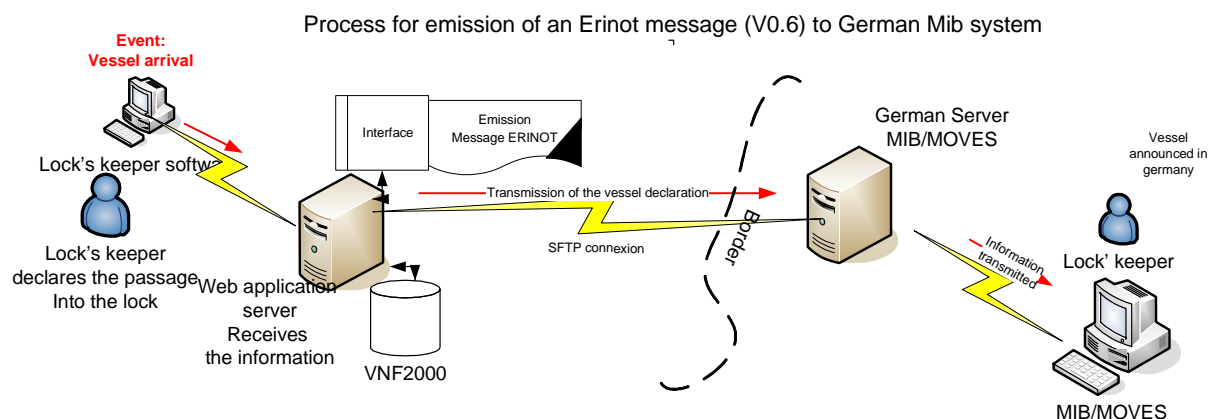 Process for emission of an Erinot message (V0.6) to German Mib system
Event:
Vessel arrival
Lock's keeper softwa
Lock's keeper
declares the passage
Into the lock
Interface
Emission
Message ERINOT
Web application
server
Receives
the information
VNF2000
Transmission of the vessel declaration
SFTP connexion
Border
German Server
MIB/MOVES
Vessel
announced in
germany
Information
transmitted
Lock' keeper
MIB/MOVES